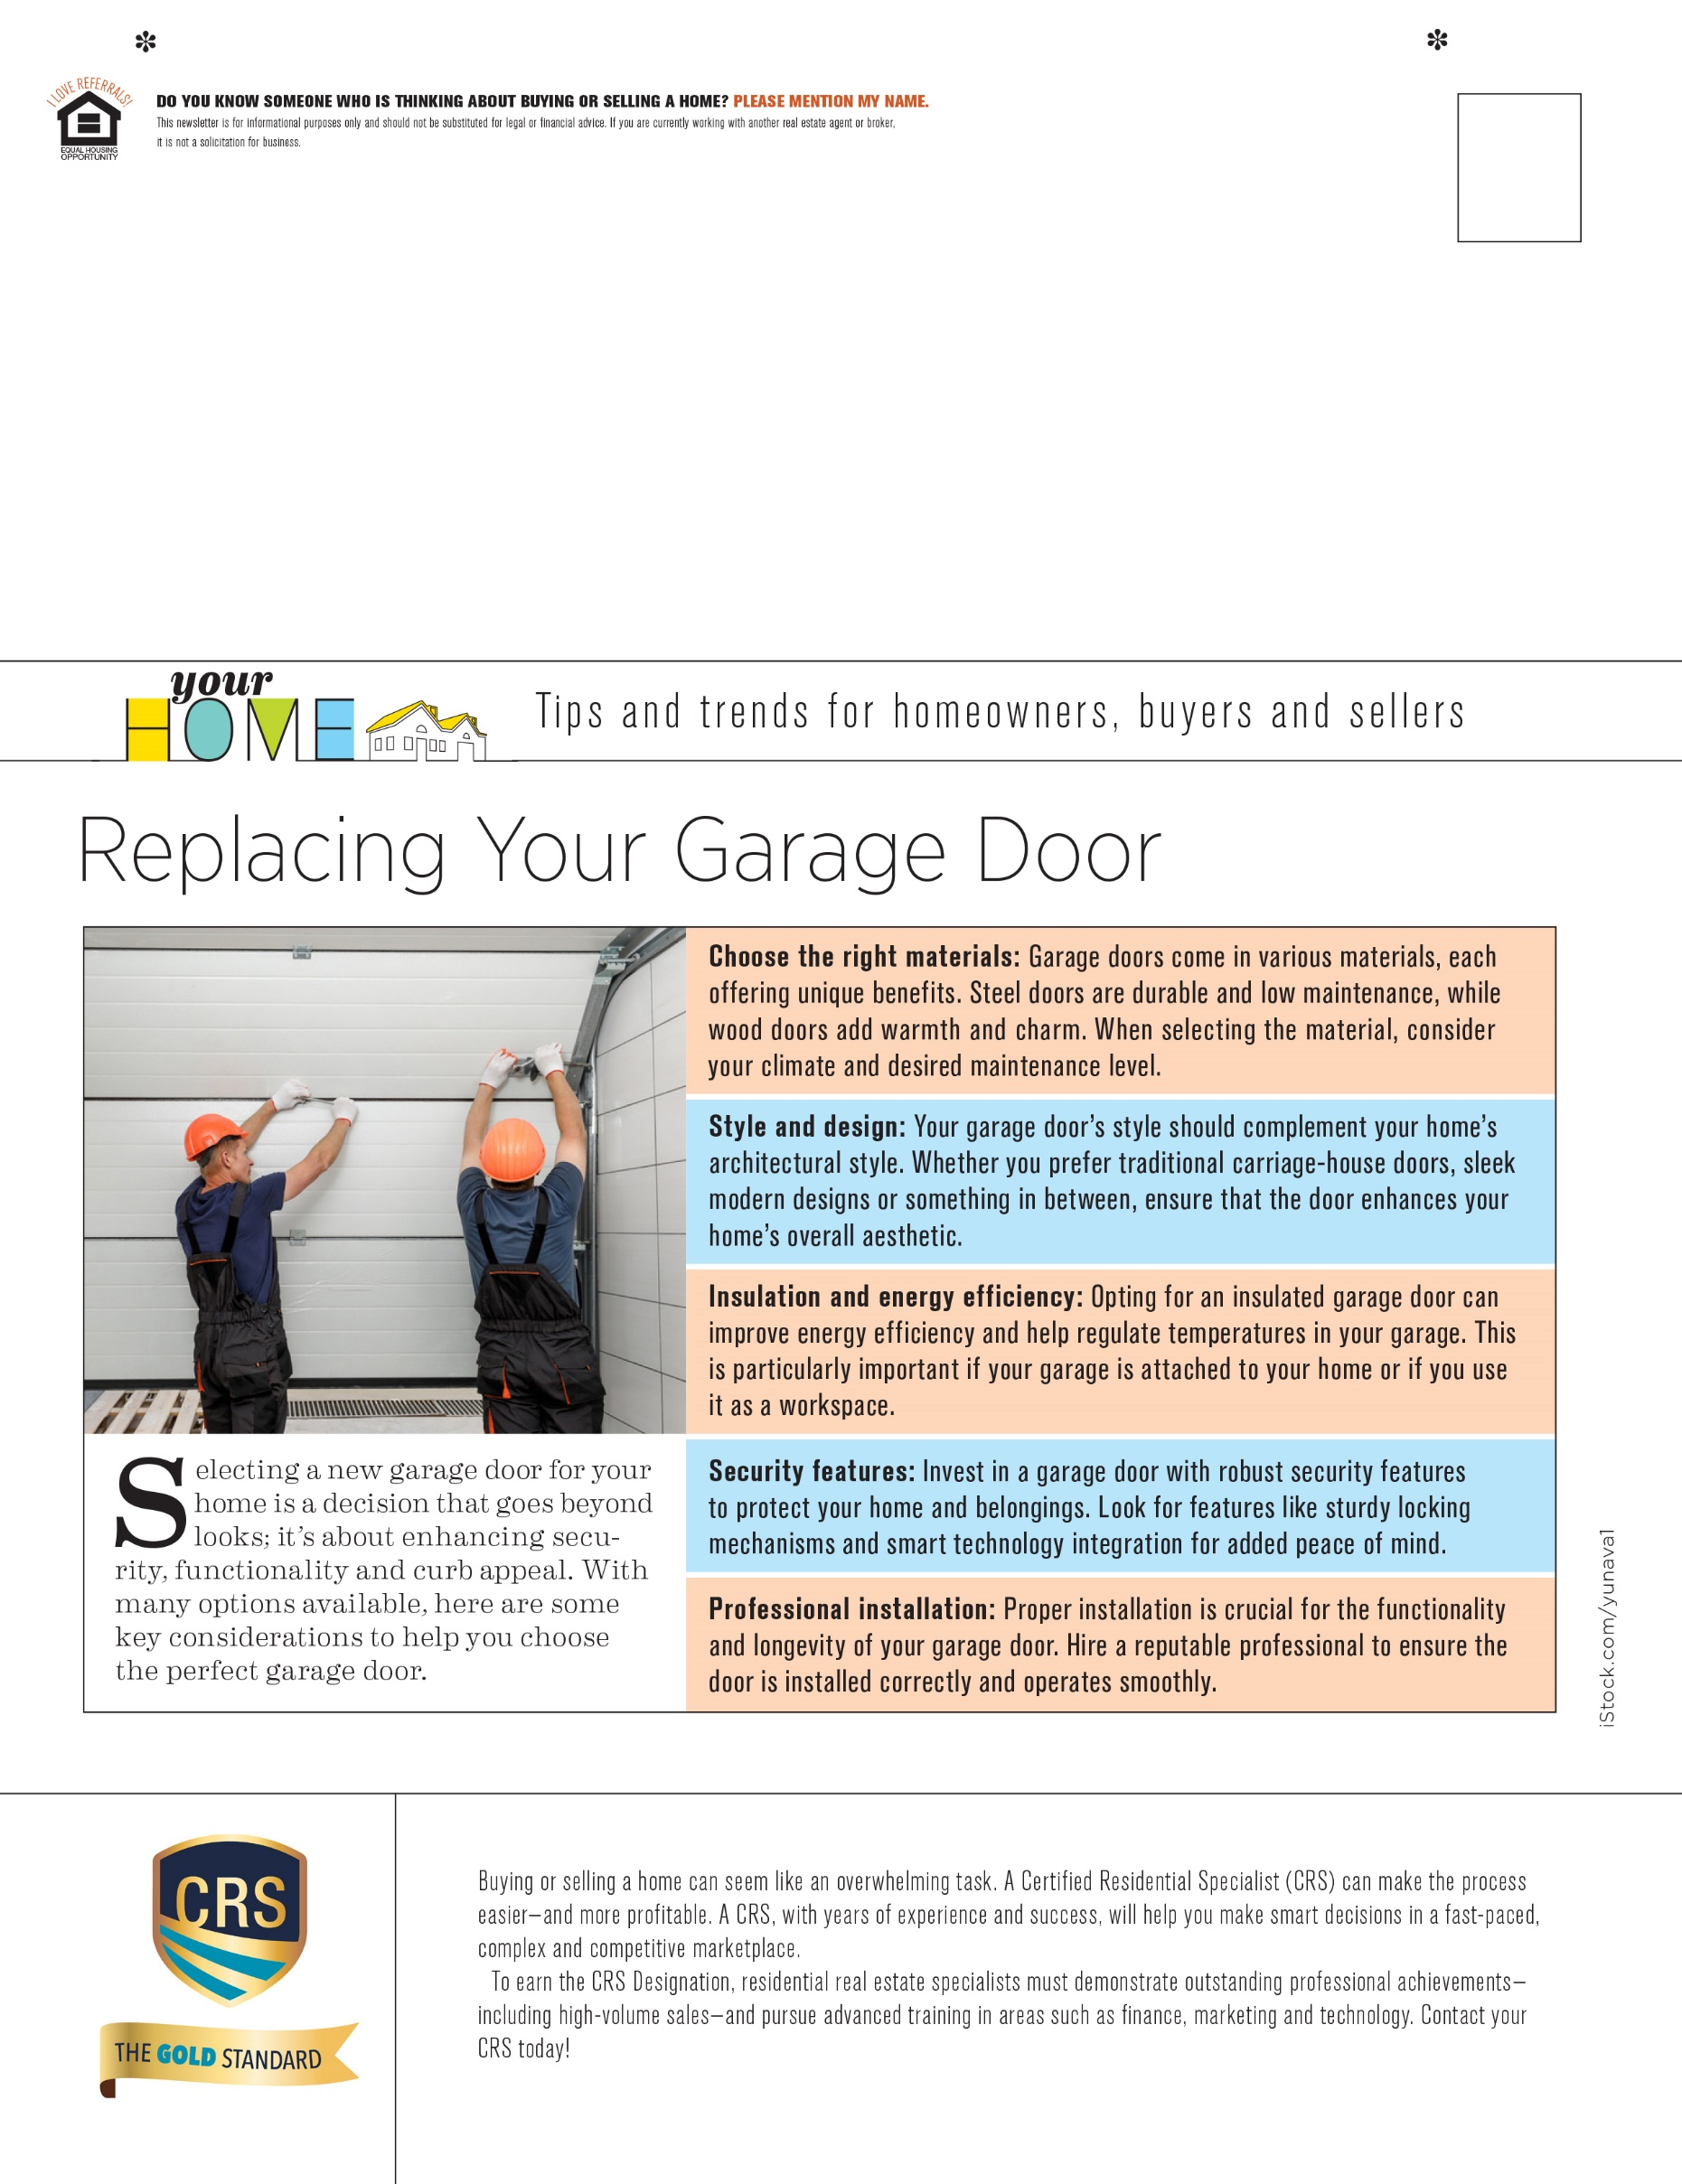 *
*
I LOVE REFERRALS!
EQUAL HOUSING
OPPORTUNITY
DO YOU KNOW SOMEONE WHO IS THINKING ABOUT BUYING OR SELLING A HOME? PLEASE MENTION MY NAME.
This newsletter is for informational purposes only and should not be substituted for legal or financial advice. If you are currently working with another real estate agent or broker,
it is not a solicitation for business.
your
HOME
Tips and trends for homeowners, buyers and sellers
Replacing Your Garage Door
Selecting a new garage door for your
home is a decision that goes beyond
looks; it’s about enhancing secu-
rity, functionality and curb appeal. With
many options available, here are some
key considerations to help you choose
the perfect garage door.
Choose the right materials: Garage doors come in various materials, each
offering unique benefits. Steel doors are durable and low maintenance, while
wood doors add warmth and charm. When selecting the material, consider
your climate and desired maintenance level.
Style and design: Your garage door’s style should complement your home’s
architectural style. Whether you prefer traditional carriage-house doors, sleek
modern designs or something in between, ensure that the door enhances your
home’s overall aesthetic.
Insulation and energy efficiency: Opting for an insulated garage door can
improve energy efficiency and help regulate temperatures in your garage. This
is particularly important if your garage is attached to your home or if you use
it as a workspace.
Security features: Invest in a garage door with robust security features
to protect your home and belongings. Look for features like sturdy locking
mechanisms and smart technology integration for added peace of mind.
Professional installation: Proper installation is crucial for the functionality
and longevity of your garage door. Hire a reputable professional to ensure the
door is installed correctly and operates smoothly.
iStock.com/yunava1
CRS
THE GOLD STANDARD
Buying or selling a home can seem like an overwhelming task. A Certified Residential Specialist (CRS) can make the process
easier—and more profitable. A CRS, with years of experience and success, will help you make smart decisions in a fast-paced,
complex and competitive marketplace.
To earn the CRS Designation, residential real estate specialists must demonstrate outstanding professional achievements—
including high-volume sales—and pursue advanced training in areas such as finance, marketing and technology. Contact your
CRS today!